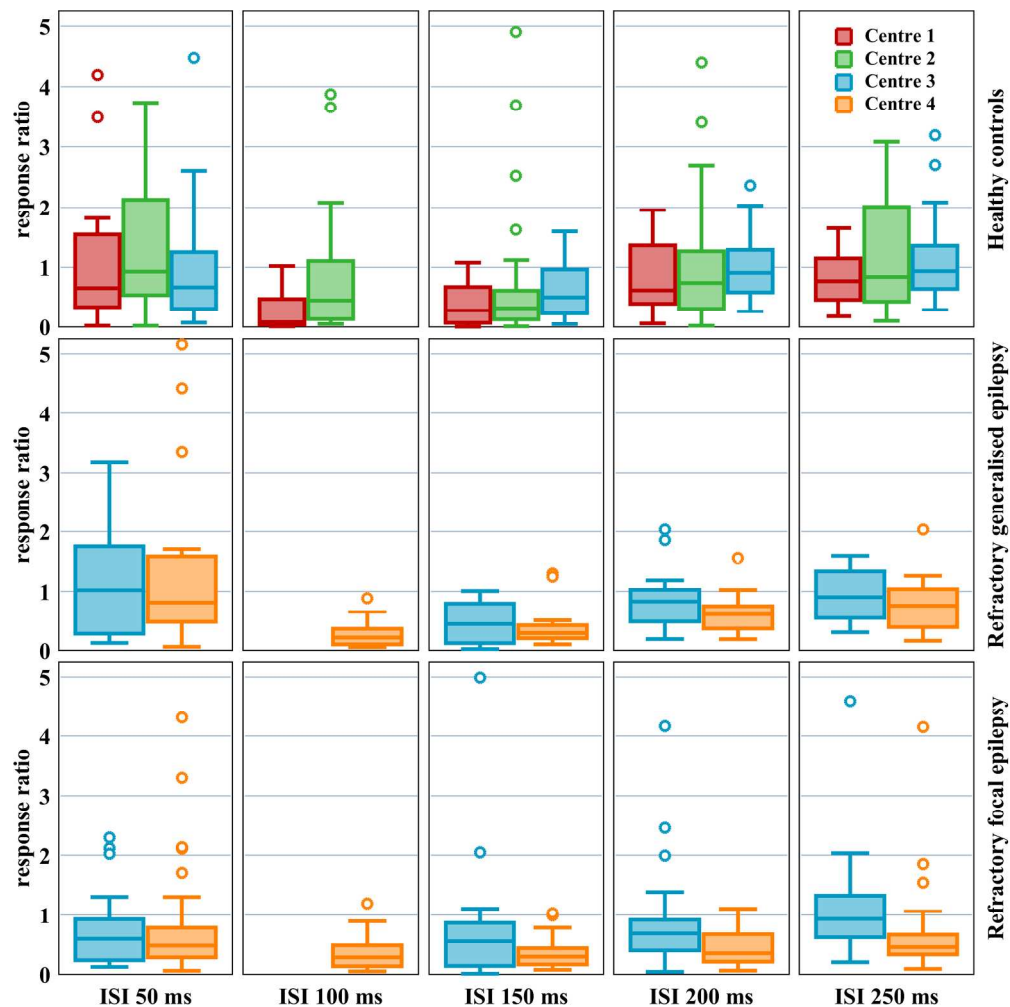 5
4
3
2
1
0
response ratio
Centre 1
Centre 2
Centre 3
Centre 4
Healthy controls
5
4
3
2
1
0
response ratio
Refractory generalised epilepsy
5
4
3
2
1
0
response ratio
Refractory focal epilepsy
ISI 50 ms
ISI 100 ms
ISI 150 ms
ISI 200 ms
ISI 250 ms